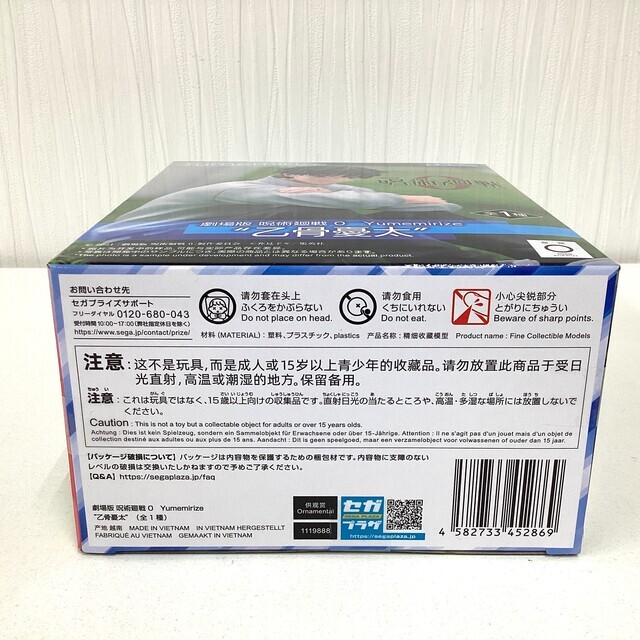 呪術廻戦
全1種
劇場版 呪術廻戦 0 Yumemirize
"乙骨憂太"
The photo is a sample under development, and may differ from the actual product.
お問い合わせ先
セガプライズサポート
フリーダイヤル 0120-680-043
受付時間 10:00~17:00(弊社指定休日を除く)
https://www.sega.jp/contact/prize/
请勿套在头上
ふくろをかぶらない
Do not place on head.
请勿食用
くちにいれない
Do not eat.
小心尖锐部分
とがりにちゅうい
Beware of sharp points.
材料 (MATERIAL) : 塑料、プラスチック、plastics
产品名称 : 精细收藏模型
Product name : Fine Collectible Models
注意: 这不是玩具,而是成人或15岁以上青少年的收藏品。请勿放置此商品于受日
光直射,高温或潮湿的地方。保留备用。
注意: これは玩具ではなく、15歳以上向けの収集品です。直射日光の当たるところや、高温・多湿な場所には放置しないで
ください。
Caution : This is not a toy but a collectable object for adults or over 15 years old.
Achtung : Dies ist kein Spielzeug, sondern ein Sammelobjekt für Erwachsene oder über 15-Jährige. Attention : Il ne s'agit pas d'un jouet mais d'un objet de
collection destiné aux adultes ou aux plus de 15 ans. Aandacht : Dit is geen speelgoed, maar een verzamelobject voor volwassenen of ouder dan 15 jaar.
【パッケージ破損について】パッケージは内容物を保護するための梱包材です。内容物に支障のない
レベルの破損は交換いたしかねますので予めご了承ください。
【Q&A】https://segaplaza.jp/faq
劇場版 呪術廻戦 0 Yumemirize
"乙骨憂太" (全1種)
产地 越南 MADE IN VIETNAM IN VIETNAM HERGESTELLT
FABRIQUÉ AU VIETNAM GEMAAKT IN VIETNAM
供观赏
Ornamental
1119888
セガ
プラザ
https://segaplaza.jp
4 582733 452869